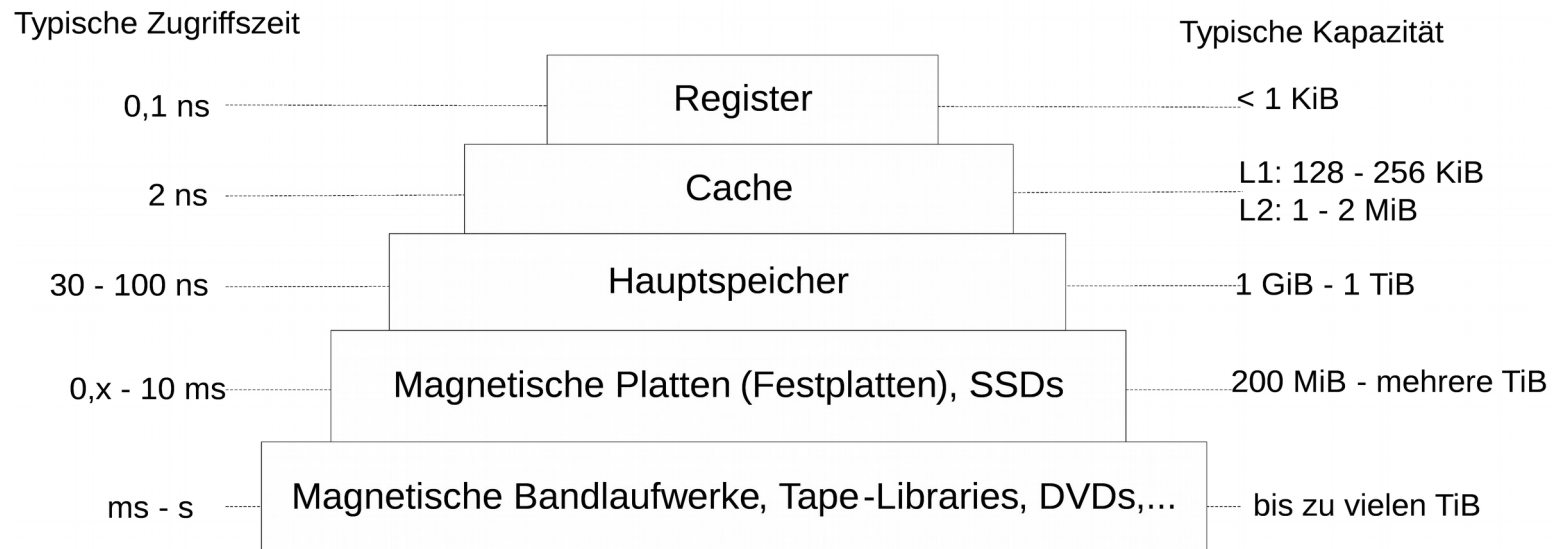 Typische Zugriffszeit
Typische Kapazität
0,1 ns
Register
< 1 KiB
2 ns
Cache
L1: 128 - 256 KiB
L2: 1 - 2 MiB
30 - 100 ns
Hauptspeicher
1 GiB - 1 TiB
0,x - 10 ms
Magnetische Platten (Festplatten), SSDs
200 MiB - mehrere TiB
ms - s
Magnetische Bandlaufwerke, Tape-Libraries, DVDs,...
bis zu vielen TiB